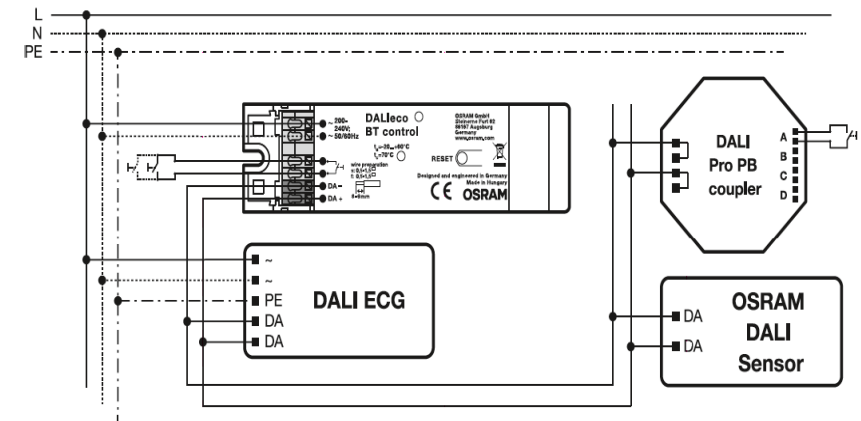 L
N
PE
~ 200-
240V;
~ 50/60Hz
DALIeco
BT control
OSRAM GmbH
Germany
www.osram.com
RESET
wire preparation
Designed and engineered in Germany
Made in Hungary
DA -
DA +
8-9mm
CE OSRAM
DALI
Pro PB
coupler
A
B
C
D
~
~
PE
DA
DA
DALI ECG
DA
DA
OSRAM
DALI
Sensor